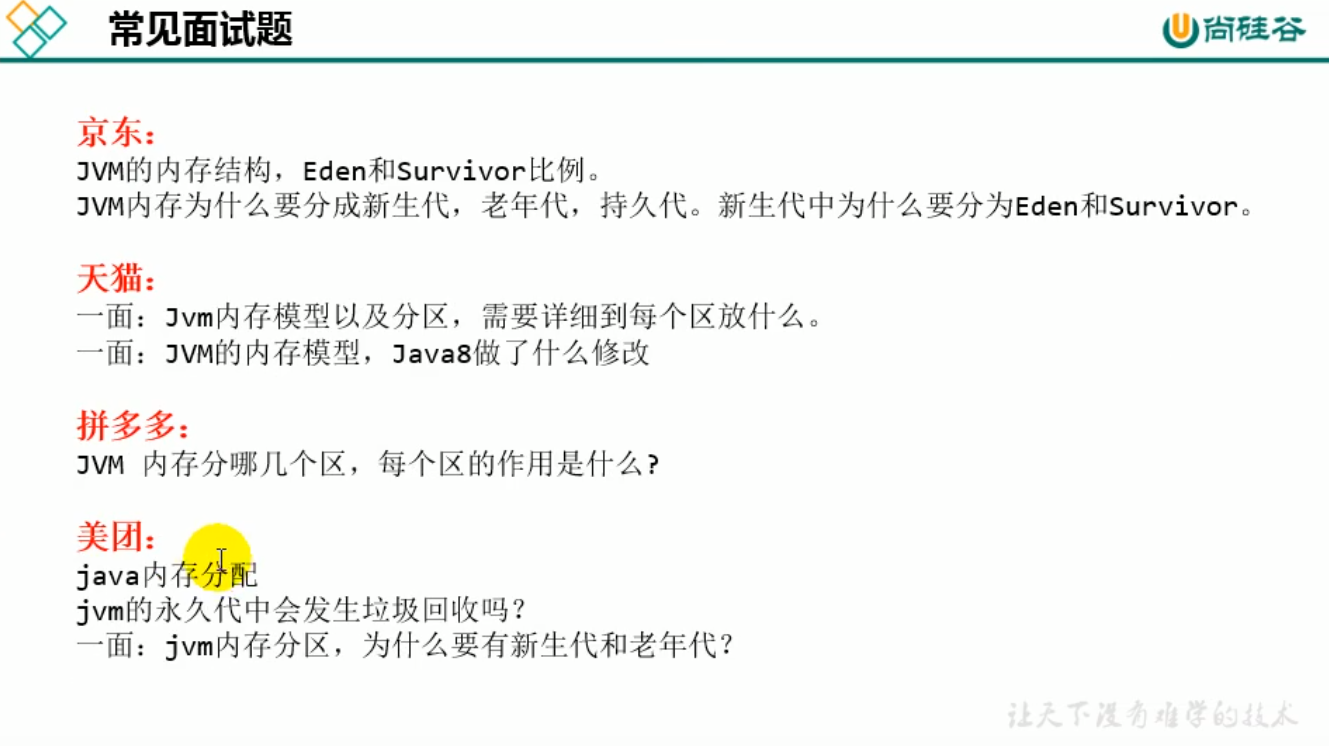 常见面试题
尚硅谷
京东：
JVM的内存结构，Eden和Survivor比例。
JVM内存为什么要分成新生代，老年代，持久代。新生代中为什么要分为Eden和Survivor。
天猫：
一面：Jvm内存模型以及分区，需要详细到每个区放什么。
一面：JVM的内存模型，Java8做了什么修改
拼多多：
JVM 内存分哪几个区，每个区的作用是什么?
美团：
java内存分配
jvm的永久代中会发生垃圾回收吗？
一面：jvm内存分区，为什么要有新生代和老年代？
让天下没有难学的技术